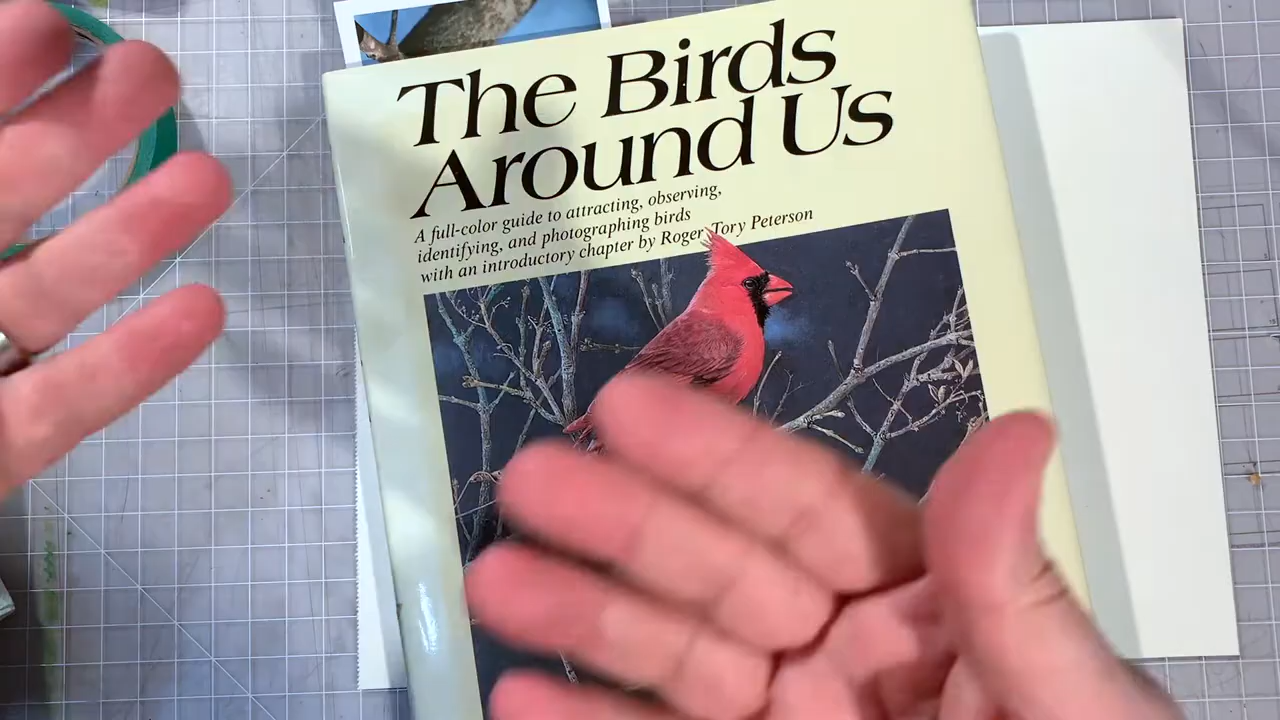 The Birds
Around Us
A full-color guide to attracting, observing,
identifying, and photographing birds
with an introductory chapter by Roger Tory Peterson